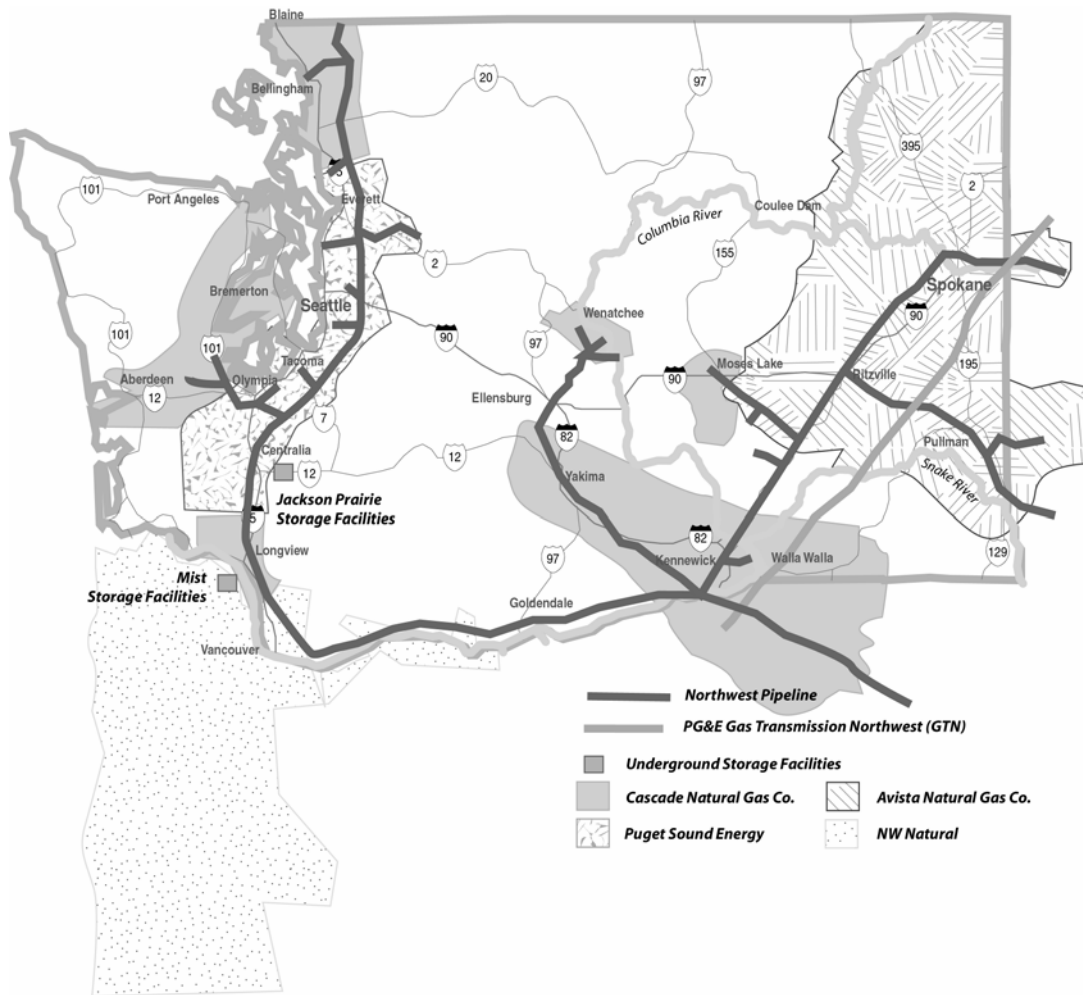 Blaine
20
97
Bellingham
395
5
101
101
2
Port Angeles
Everett
Coulee Dam
Columbia River
155
2
Bremerton
Seattle
Spokane
Wenatchee
90
101
90
97
101
Tacoma
Moses Lake
195
Aberdeen
Olympia
90
Ritzville
12
Ellensburg
7
82
Pullman
Centralia
12
12
Yakima
Snake River
Jackson Prairie
Storage Facilities
5
82
Longview
97
Kennewick
Walla Walla
129
Mist
Storage Facilities
Goldendale
Vancouver
Northwest Pipeline
PG&E Gas Transmission Northwest (GTN)
Underground Storage Facilities
Cascade Natural Gas Co.
Avista Natural Gas Co.
Puget Sound Energy
NW Natural